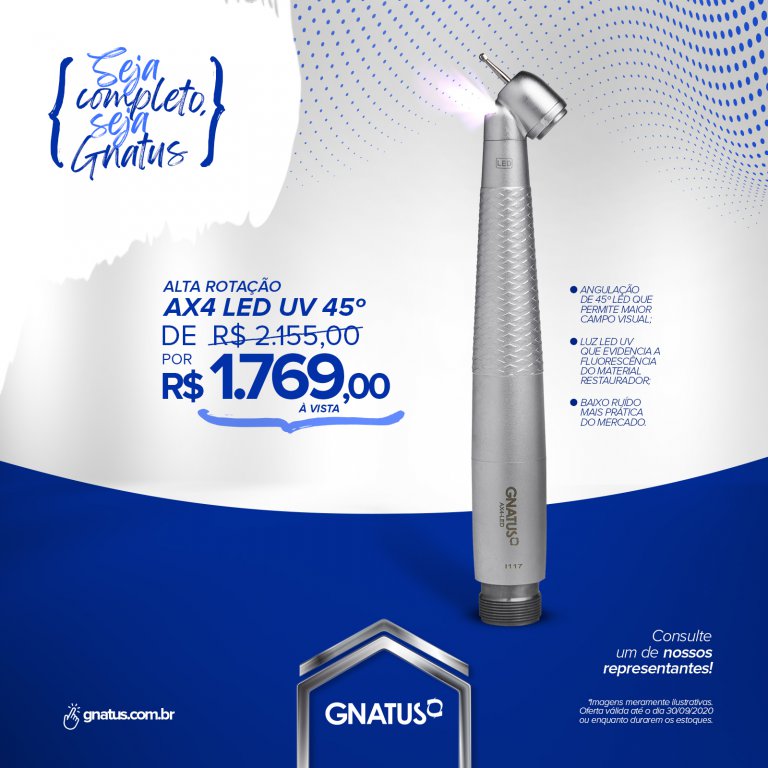 Seja
completo,
seja
Gnatus
LED
ALTA ROTAÇÃO
AX4 LED UV 45º
DE R$ 2.155,00
POR
R$ 1.769,00
À VISTA
ANGULAÇÃO
DE 45º LED QUE
PERMITE MAIOR
CAMPO VISUAL;
LUZ LED UV
QUE EVIDENCIA A
FLUORESCÊNCIA
DO MATERIAL
RESTAURADOR;
BAIXO RUÍDO
MAIS PRÁTICA
DO MERCADO.
GNATUS
AX4-LED
I117
Consulte
um de nossos
representantes!
gnatus.com.br
GNATUS
*Imagens meramente ilustrativas.
Oferta válida até o dia 30/09/2020
ou enquanto durarem os estoques.